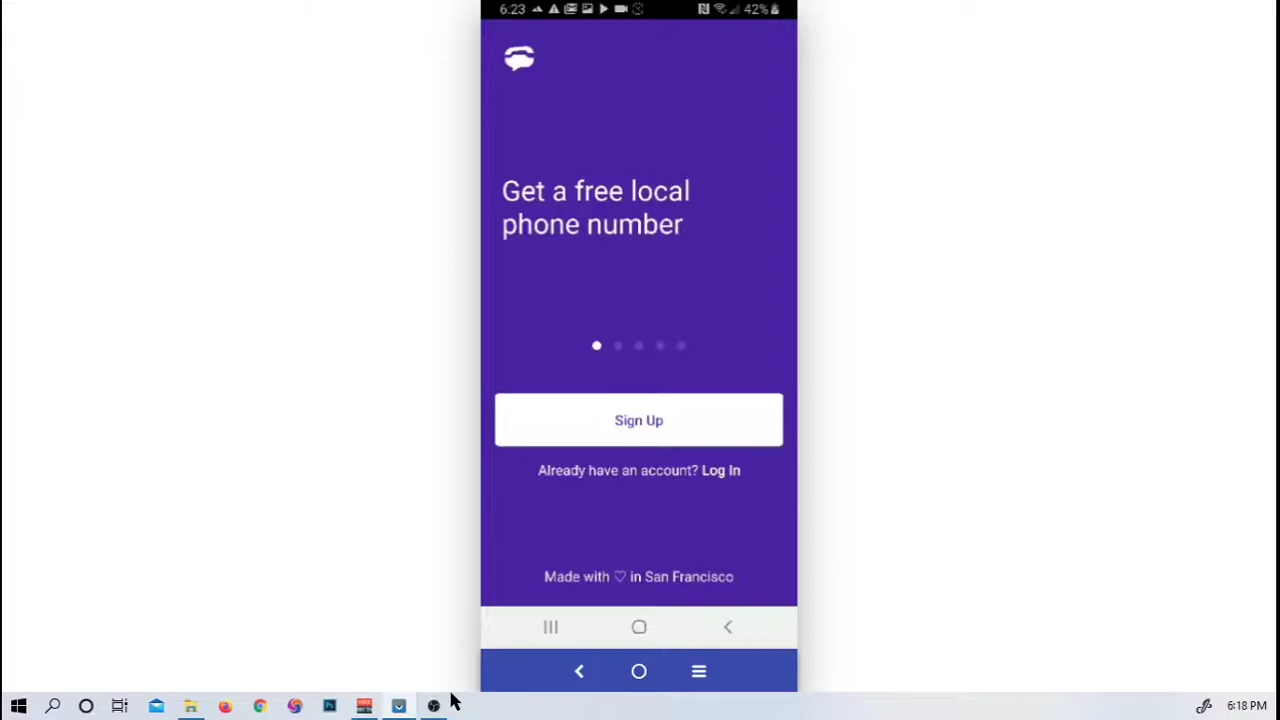 6:23
42%
Get a free local
phone number
Sign Up
Already have an account? Log In
Made with ♡ in San Francisco
6:18 PM